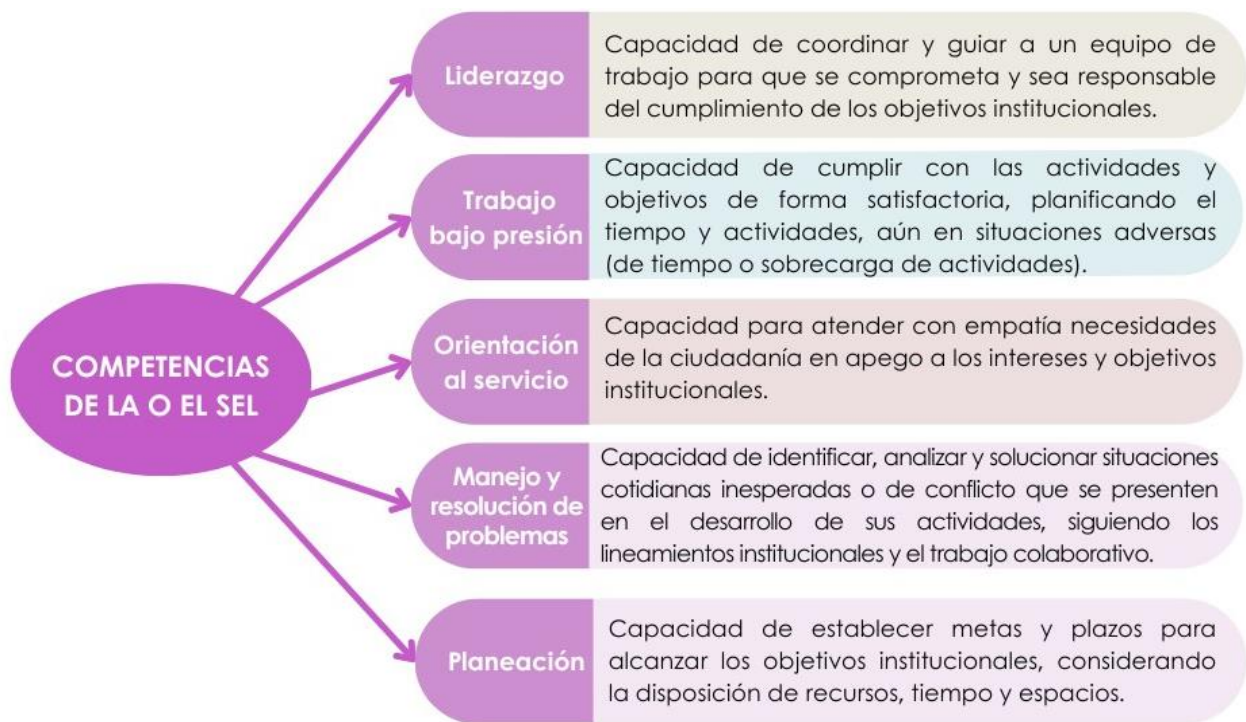 Liderazgo
Capacidad de coordinar y guiar a un equipo de
trabajo para que se comprometa y sea responsable
del cumplimiento de los objetivos institucionales.
Trabajo
bajo presión
Capacidad de cumplir con las actividades y
objetivos de forma satisfactoria, planificando el
tiempo y actividades, aún en situaciones adversas
(de tiempo o sobrecarga de actividades).
COMPETENCIAS
DE LA O EL SEL
Orientación
al servicio
Capacidad para atender con empatía necesidades
de la ciudadanía en apego a los intereses y objetivos
institucionales.
Manejo y
resolución de
problemas
Capacidad de identificar, analizar y solucionar situaciones
cotidianas inesperadas o de conflicto que se presenten
en el desarrollo de sus actividades, siguiendo los
lineamientos institucionales y el trabajo colaborativo.
Planeación
Capacidad de establecer metas y plazos para
alcanzar los objetivos institucionales, considerando
la disposición de recursos, tiempo y espacios.